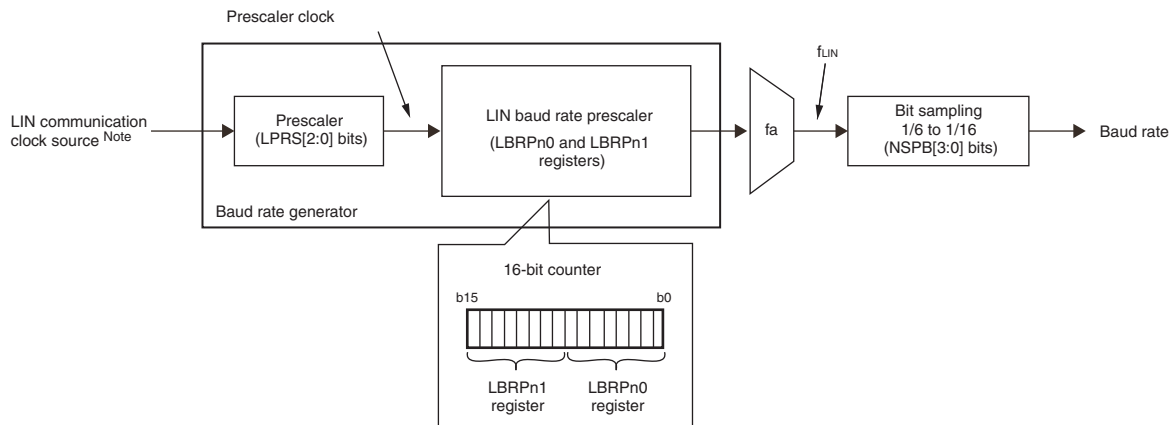 Prescaler clock
LIN communication
clock source Note
Prescaler
(LPRS[2:0] bits)
LIN baud rate prescaler
(LBRPn0 and LBRPn1
registers)
Baud rate generator
fa
fLIN
Bit sampling
1/6 to 1/16
(NSPB[3:0] bits)
Baud rate
16-bit counter
b15
b0
LBRPn1
register
LBRPn0
register